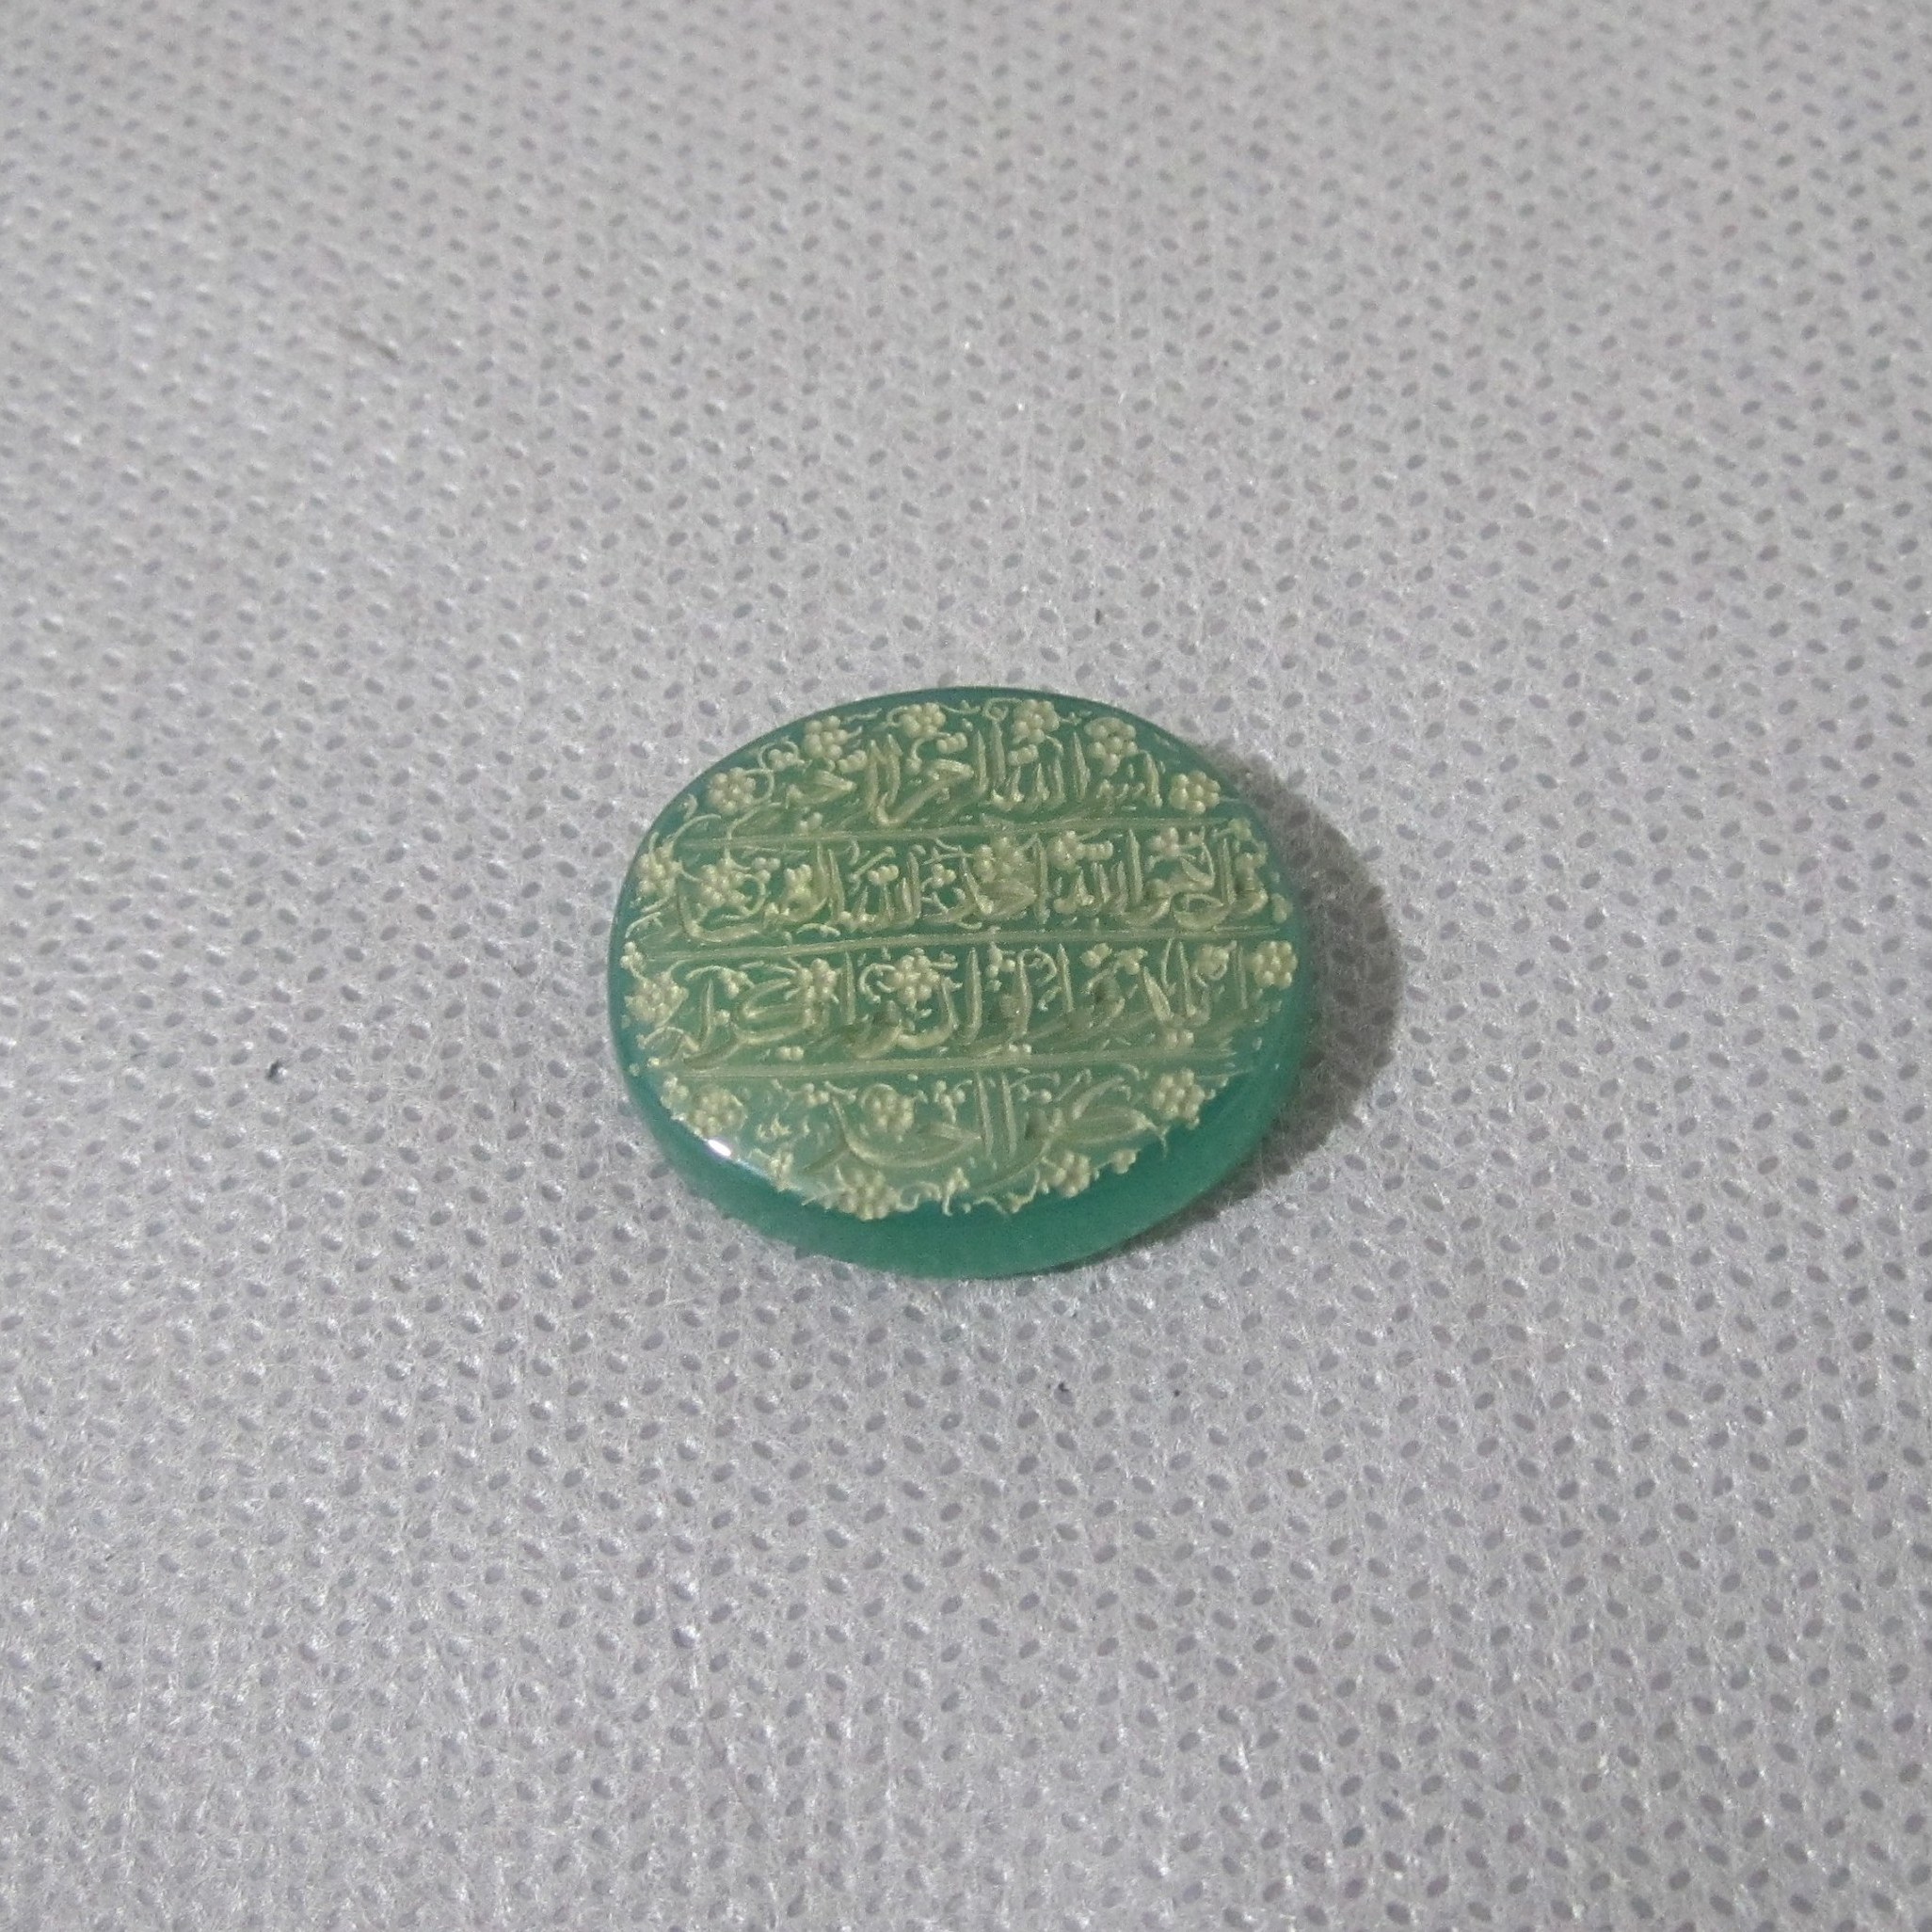 بسم الله الرحمن الرحيم
قل هو الله احد الله الصمد
لم يلد ولم يولد ولم يكن له
كفوا احد